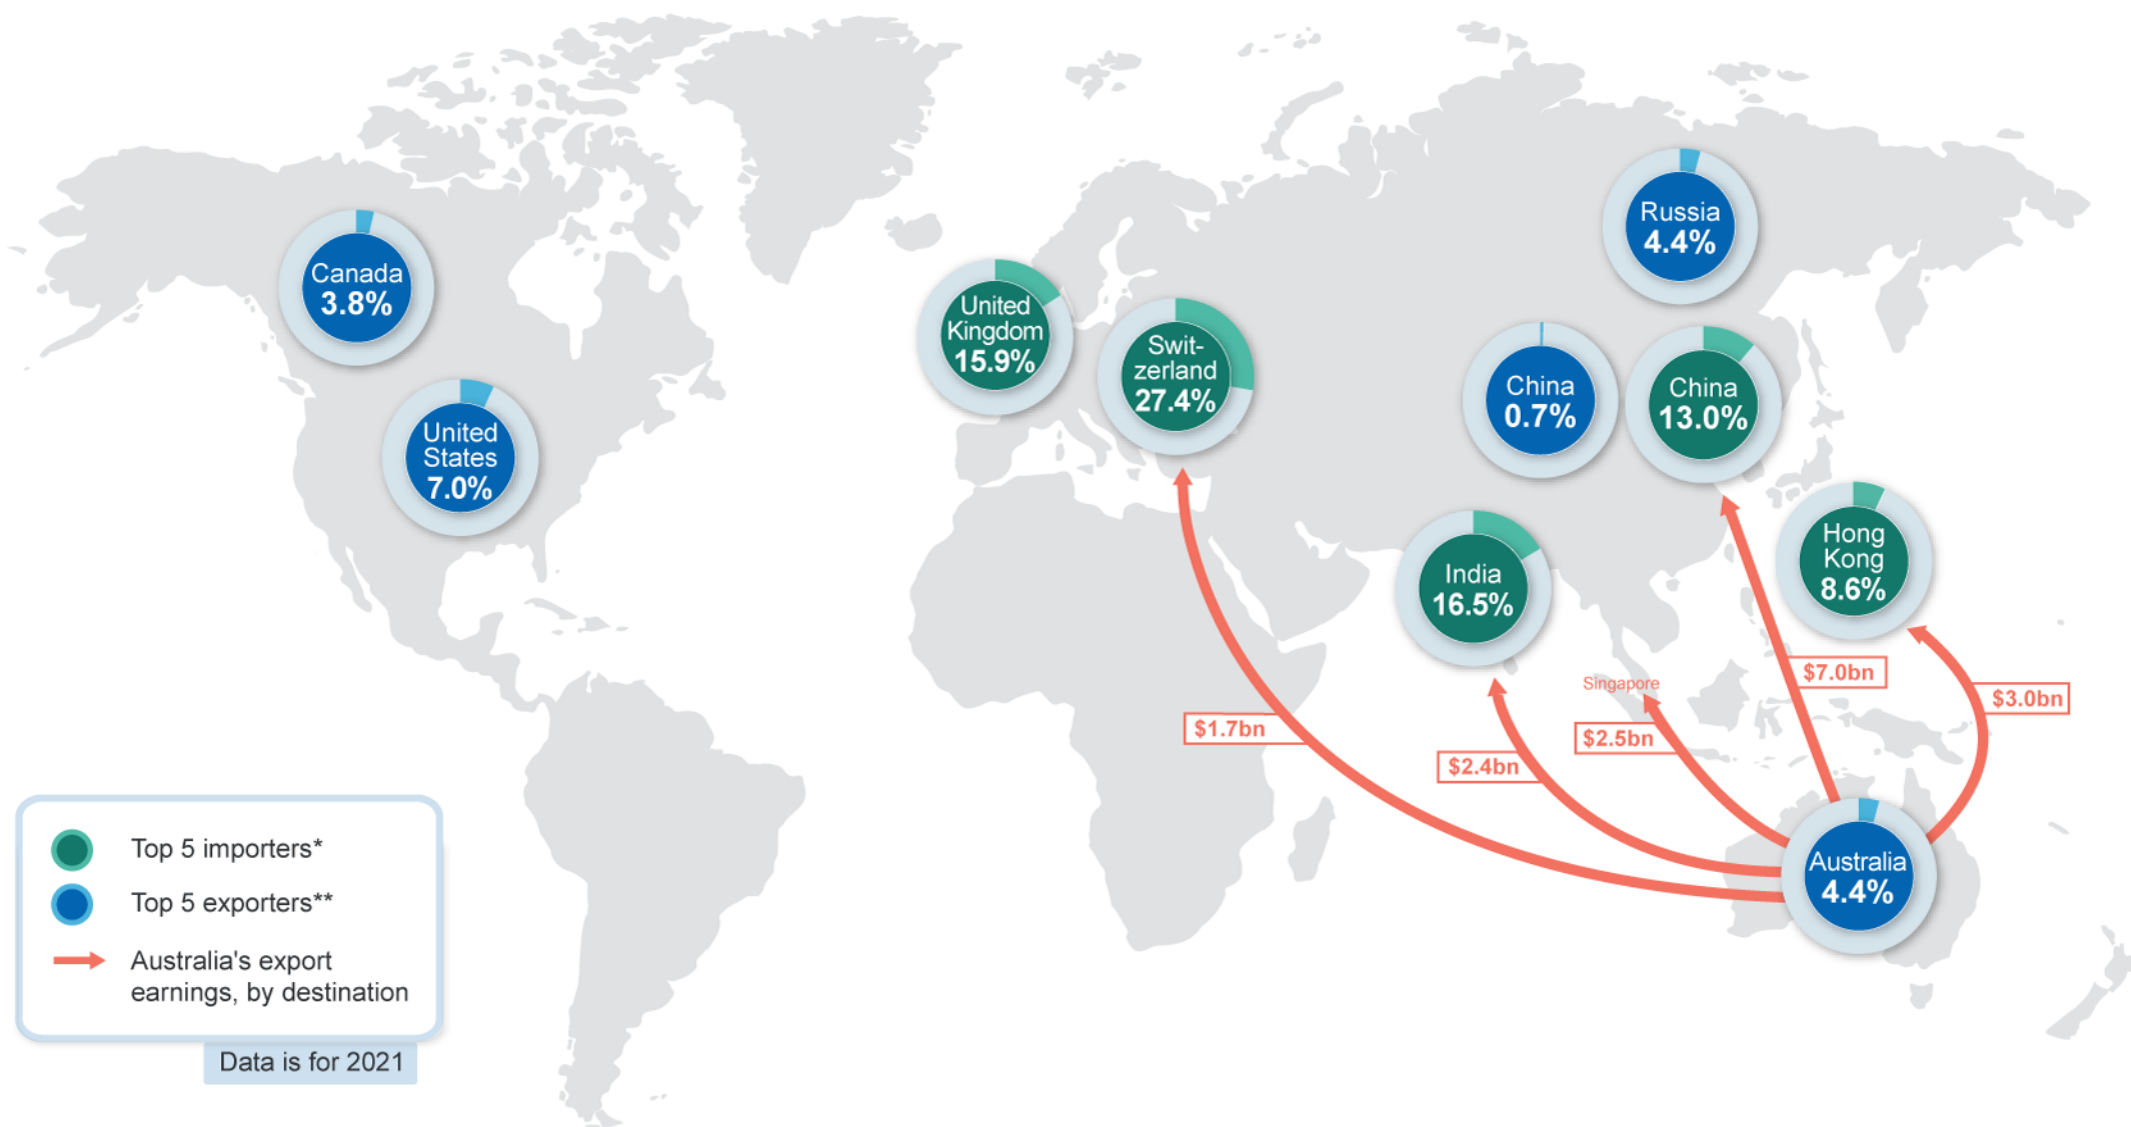 Canada
3.8%
United
States
7.0%
United
Kingdom
15.9%
Swit-
zerland
27.4%
Russia
4.4%
China
0.7%
China
13.0%
India
16.5%
Hong
Kong
8.6%
Singapore
$1.7bn
$2.4bn
$2.5bn
$7.0bn
$3.0bn
Australia
4.4%
Top 5 importers*
Top 5 exporters**
Australia's export
earnings, by destination
Data is for 2021